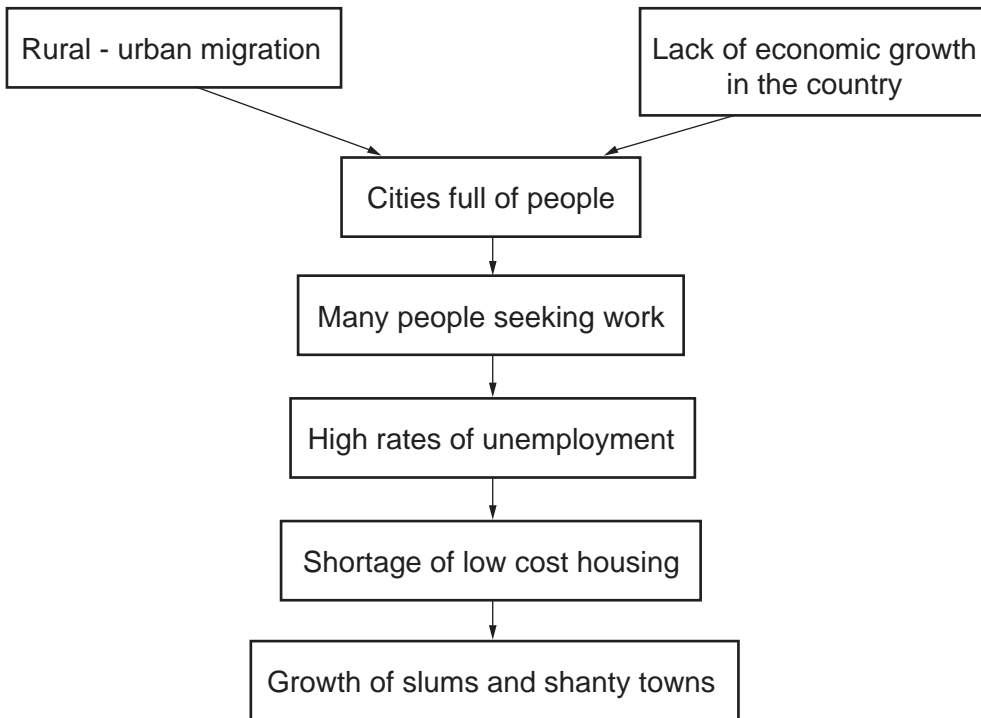 Rural - urban migration
Lack of economic growth
in the country
Cities full of people
Many people seeking work
High rates of unemployment
Shortage of low cost housing
Growth of slums and shanty towns